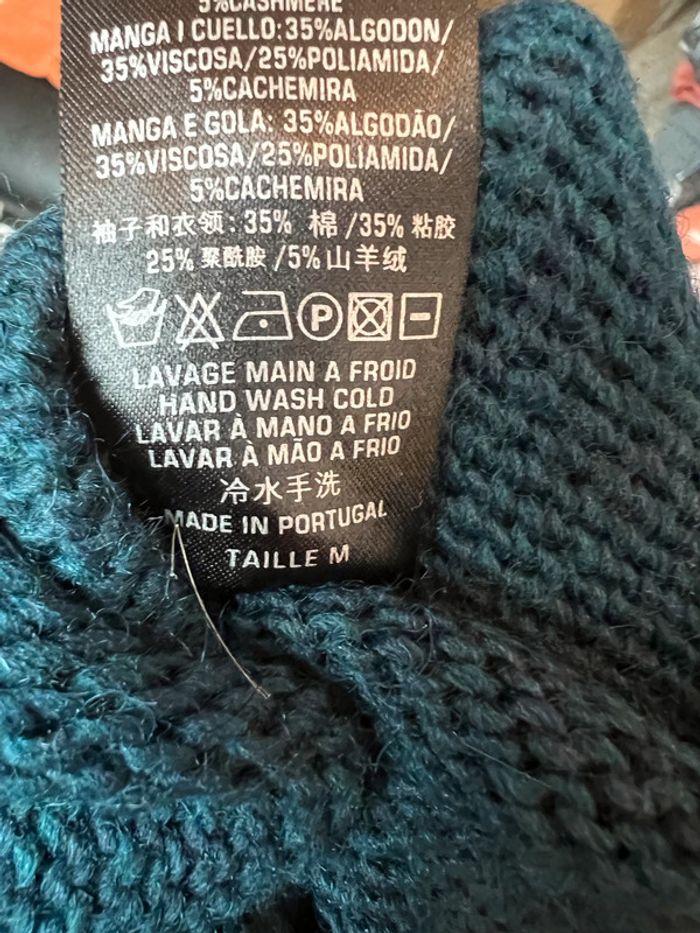 5%CASHMERE
MANGA I CUELLO:35%ALGODON/
35%VISCOSA/25%POLIAMIDA/
5%CACHEMIRA
MANGA E GOLA: 35%ALGODÃO/
35%VISCOSA/25%POLIAMIDA/
5%CACHEMIRA
袖子和衣领: 35% 棉 /35% 粘胶
25% 聚酰胺 /5% 山羊绒
P
LAVAGE MAIN A FROID
HAND WASH COLD
LAVAR À MANO A FRIO
LAVAR À MÃO A FRIO
冷水手洗
MADE IN PORTUGAL
TAILLE M